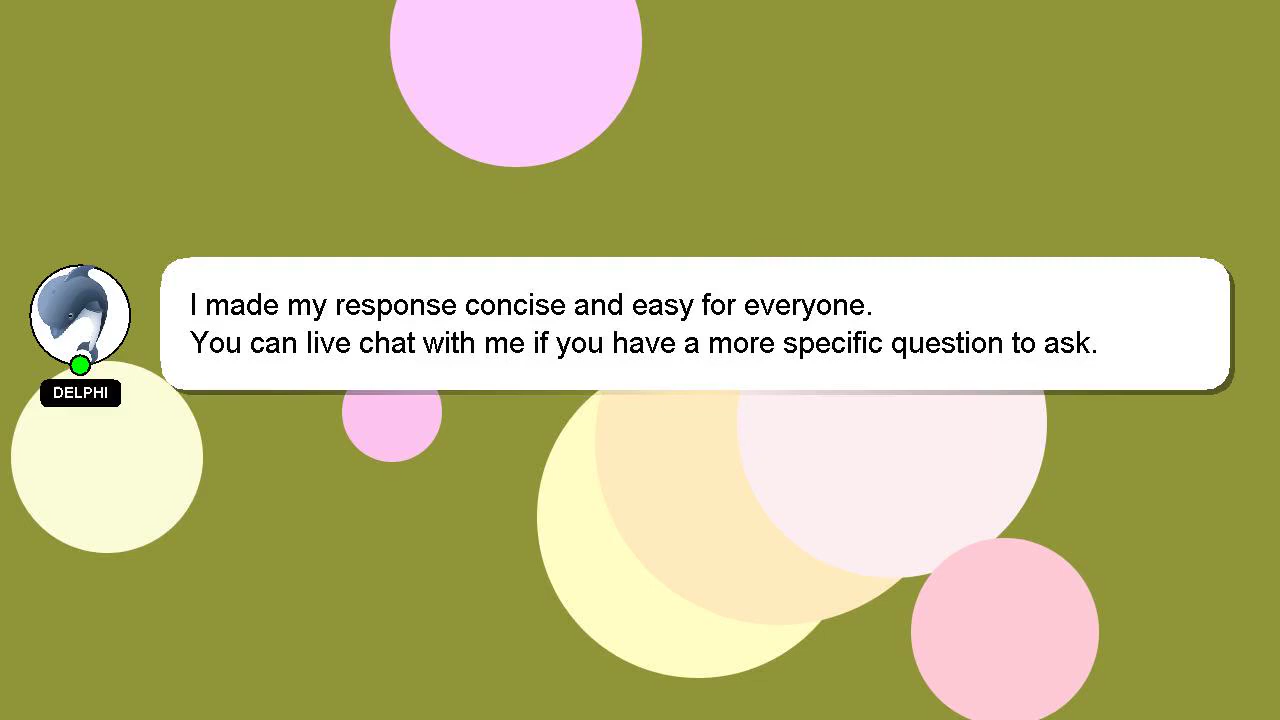 I made my response concise and easy for everyone.
You can live chat with me if you have a more specific question to ask.
DELPHI